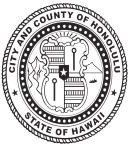 CITY AND COUNTY OF HONOLULU
STATE OF HAWAII